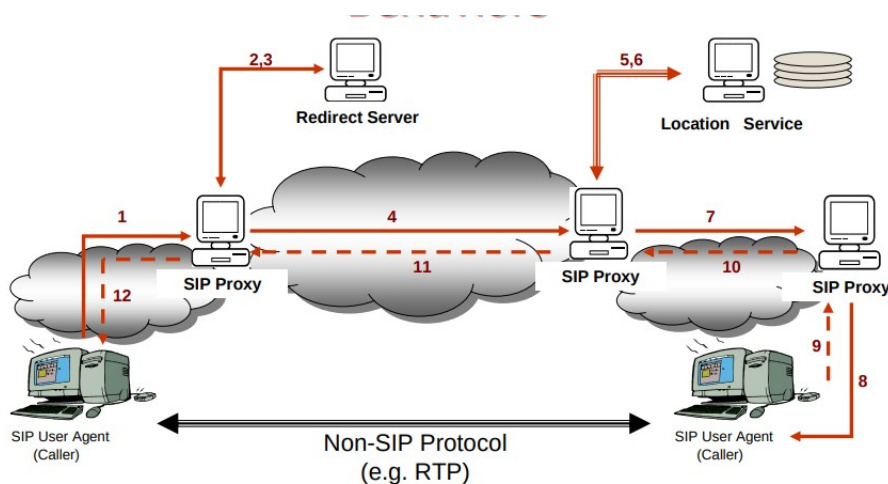 2,3
5,6
Redirect Server
Location Service
1
4
7
SIP Proxy
11
SIP Proxy
10
SIP Proxy
12
9
8
SIP User Agent
(Caller)
Non-SIP Protocol
(e.g. RTP)
SIP User Agent
(Caller)